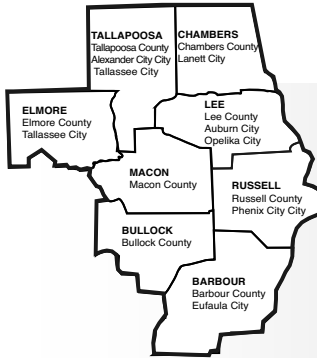 TALLAPOOSA
Tallapoosa County
Alexander City City
Tallassee City
CHAMBERS
Chambers County
Lanett City
ELMORE
Elmore County
Tallassee City
LEE
Lee County
Auburn City
Opelika City
MACON
Macon County
RUSSELL
Russell County
Phenix City City
BULLOCK
Bullock County
BARBOUR
Barbour County
Eufaula City